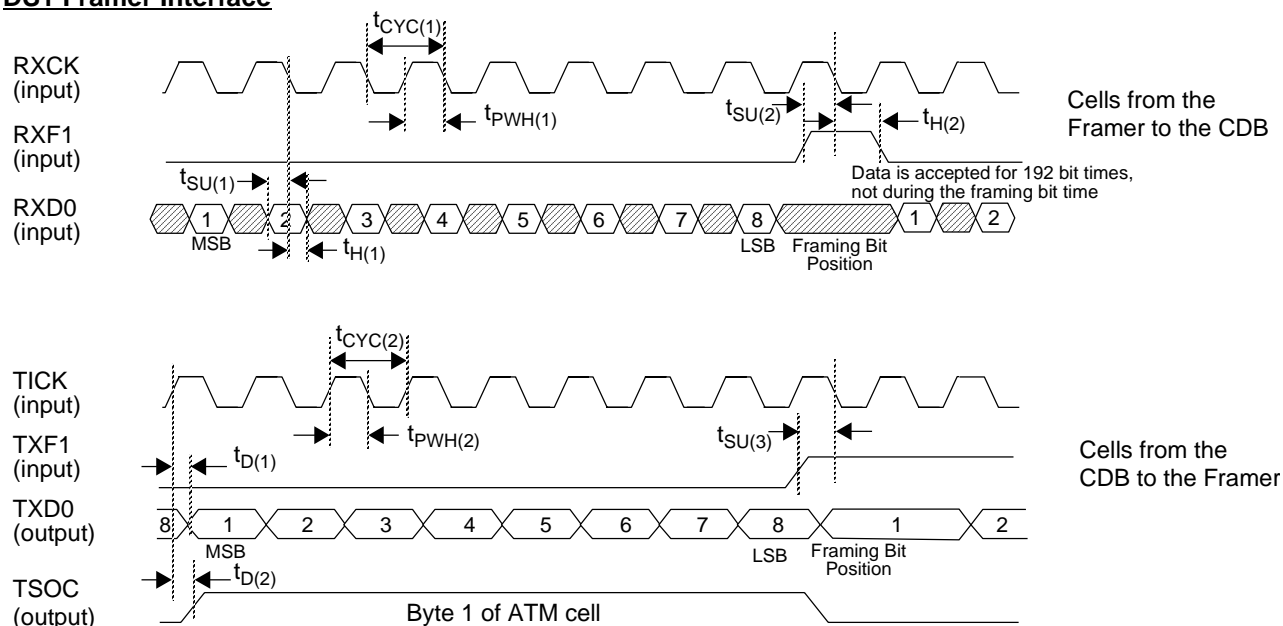 DS1 Framer Interface
tCYC(1)
RXCK
(input)
tPWH(1)
tSU(2)
tH(2)
Cells from the
Framer to the CDB
RXF1
(input)
Data is accepted for 192 bit times,
not during the framing bit time
tSU(1)
RXD0
(input)
1 2 3 4 5 6 7 8 1 2
MSB
tH(1)
LSB
Framing Bit
Position
tCYC(2)
TICK
(input)
tPWH(2)
tSU(3)
TXF1
(input)
tD(1)
Cells from the
CDB to the Framer
TXD0
(output)
8 1 2 3 4 5 6 7 8 1 2
MSB
LSB
Framing Bit
Position
tD(2)
TSOC
(output)
Byte 1 of ATM cell